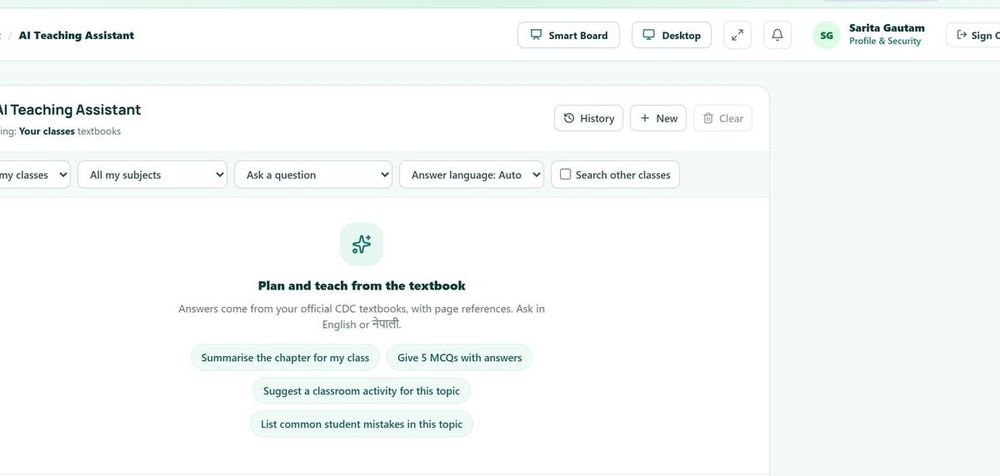 / AI Teaching Assistant
Smart Board
Desktop
SG
Sarita Gautam
Profile & Security
Sign
AI Teaching Assistant
History
New
Clear
Your classes textbooks
my classes
All my subjects
Ask a question
Answer language: Auto
Search other classes
Plan and teach from the textbook
Answers come from your official CDC textbooks, with page references. Ask in
English or नेपाली.
Summarise the chapter for my class
Give 5 MCQs with answers
Suggest a classroom activity for this topic
List common student mistakes in this topic